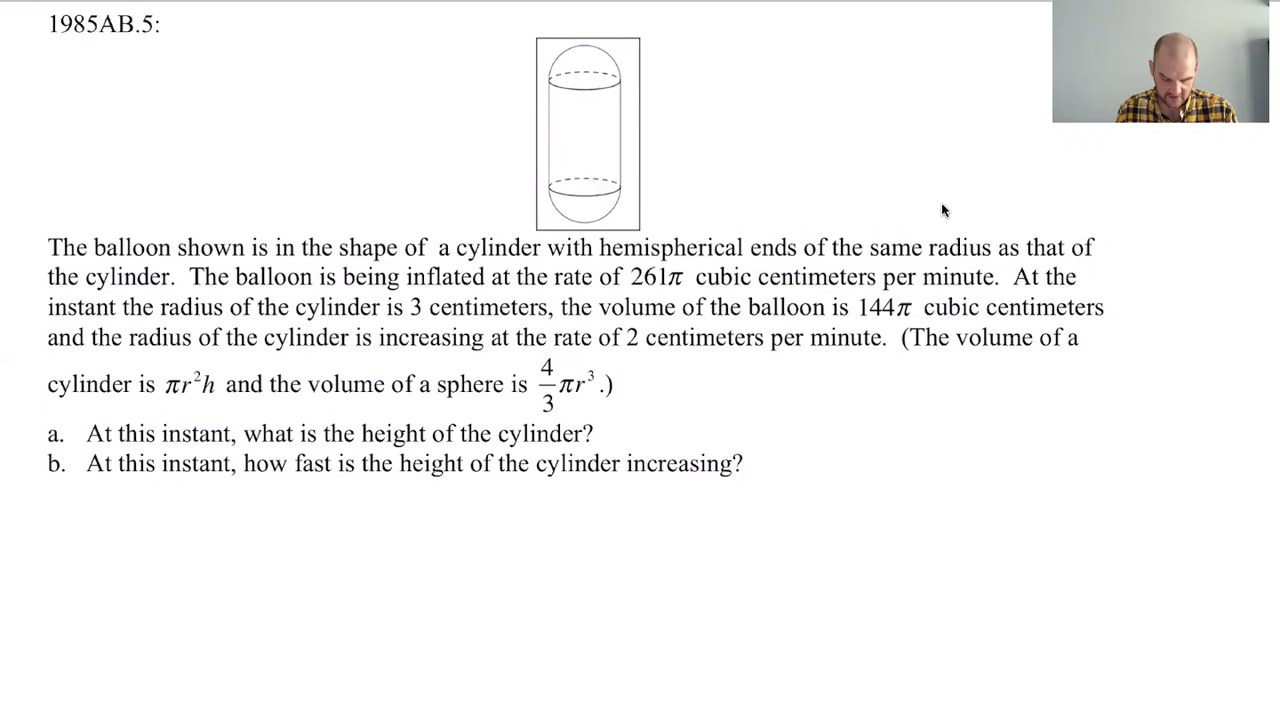 1985AB.5:
The balloon shown is in the shape of a cylinder with hemispherical ends of the same radius as that of
the cylinder. The balloon is being inflated at the rate of 261π cubic centimeters per minute. At the
instant the radius of the cylinder is 3 centimeters, the volume of the balloon is 144π cubic centimeters
and the radius of the cylinder is increasing at the rate of 2 centimeters per minute. (The volume of a
cylinder is πr²h and the volume of a sphere is 4/3 πr³.)
a. At this instant, what is the height of the cylinder?
b. At this instant, how fast is the height of the cylinder increasing?